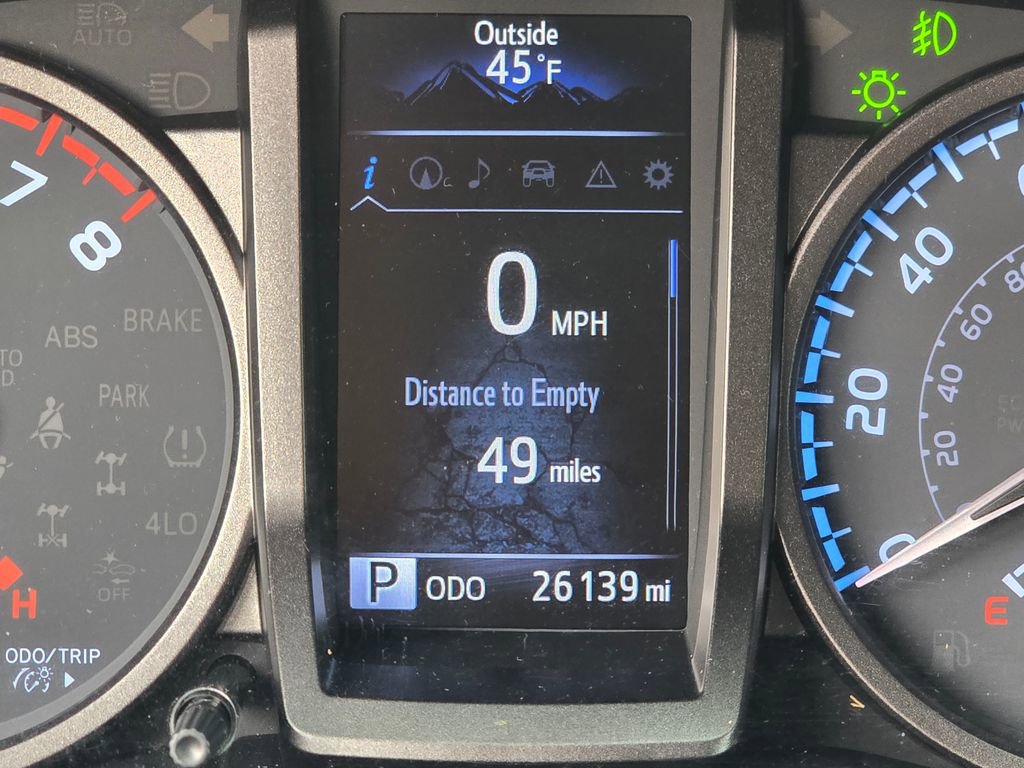 Outside
45°F
0 MPH
Distance to Empty
49 miles
P ODO 26139 mi
AUTO
7
8
ABS
BRAKE
PARK
4LO
OFF
H
ODO/TRIP
40
20
0
80
60
40
20
E